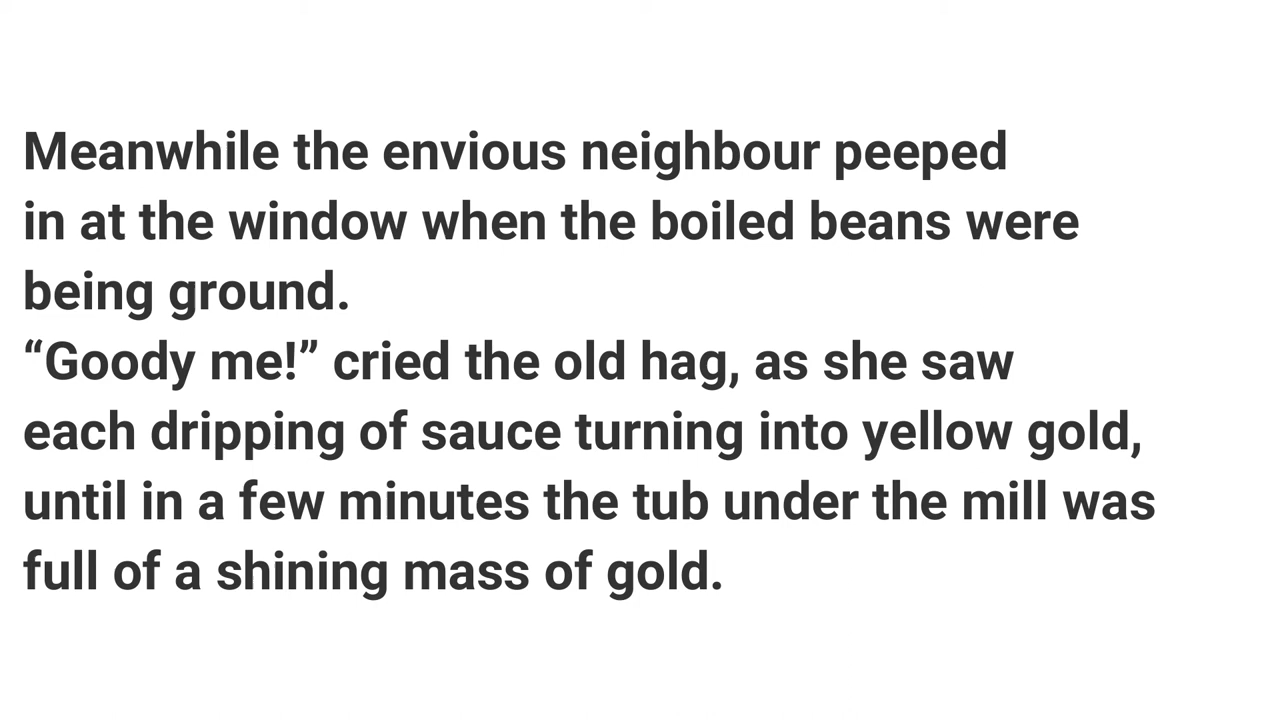 Meanwhile the envious neighbour peeped
in at the window when the boiled beans were
being ground.
“Goody me!” cried the old hag, as she saw
each dripping of sauce turning into yellow gold,
until in a few minutes the tub under the mill was
full of a shining mass of gold.